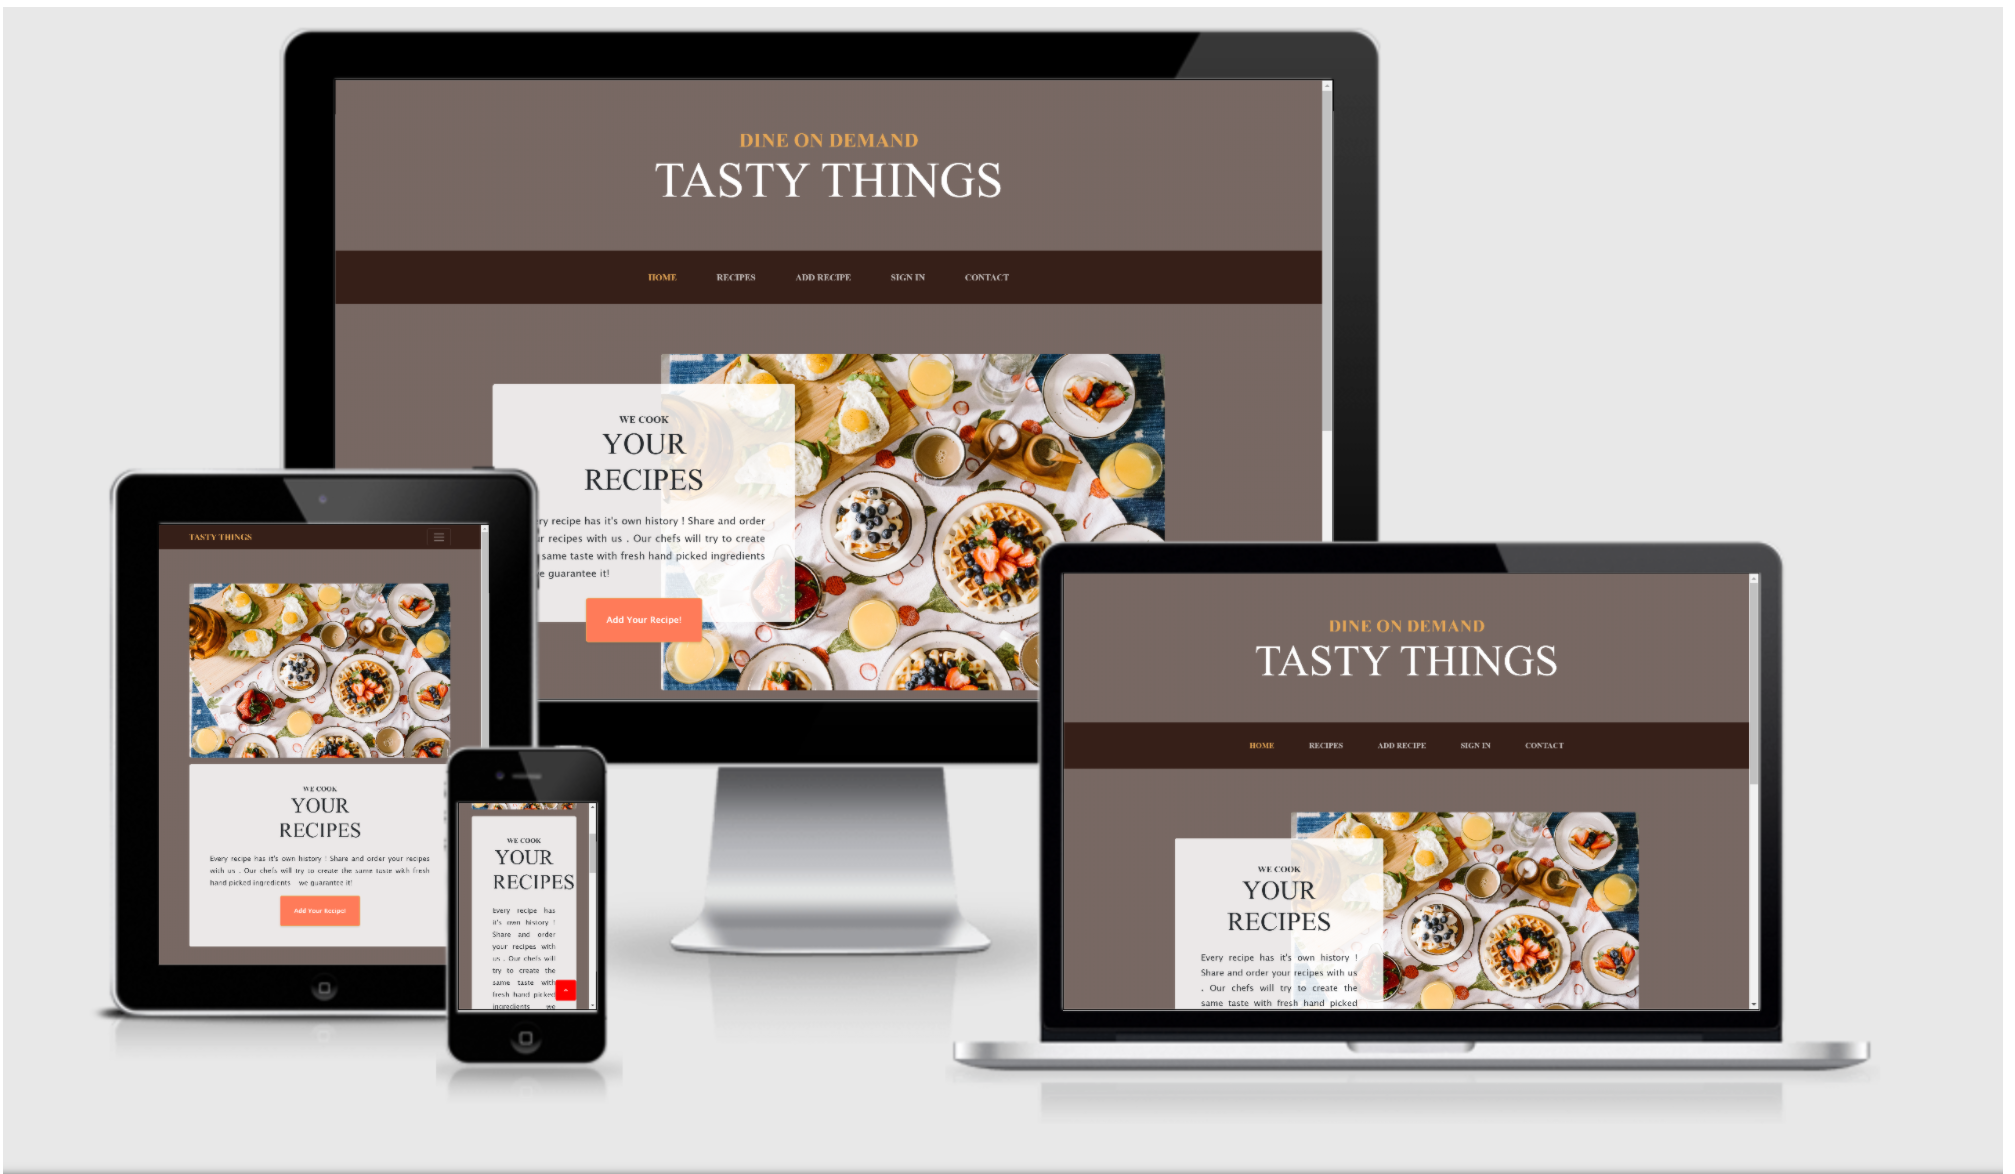 DINE ON DEMAND
TASTY THINGS
HOME RECIPES ADD RECIPE SIGN IN CONTACT
WE COOK
YOUR
RECIPES
ry recipe has it's own history ! Share and order
ur recipes with us . Our chefs will try to create
same taste with fresh hand picked ingredients
e guarantee it!
Add Your Recipe!
TASTY THINGS
WE COOK
YOUR
RECIPES
Every recipe has it's own history ! Share and order your recipes
with us . Our chefs will try to create the same taste with fresh
hand picked ingredients we guarantee it!
Add Your Recipe!
WE COOK
YOUR
RECIPES
Every recipe has
it's own history !
Share and order
your recipes with
us . Our chefs will
try to create the
same taste with
fresh hand picked
ingredients we
DINE ON DEMAND
TASTY THINGS
HOME RECIPES ADD RECIPE SIGN IN CONTACT
WE COOK
YOUR
RECIPES
Every recipe has it's own history !
Share and order your recipes with us
. Our chefs will try to create the
same taste with fresh hand picked